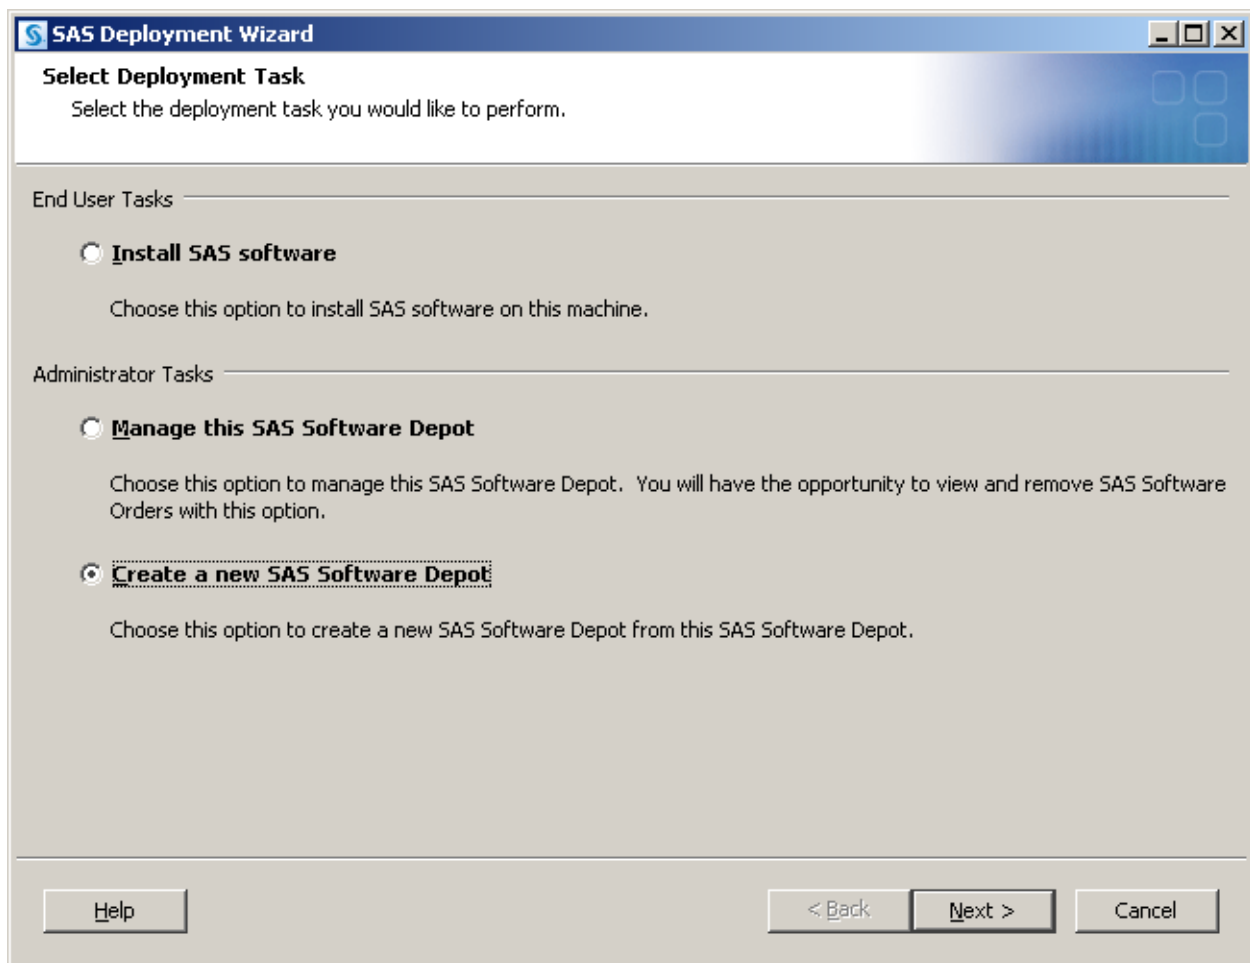 SAS Deployment Wizard
Select Deployment Task
Select the deployment task you would like to perform.
End User Tasks
Install SAS software
Choose this option to install SAS software on this machine.
Administrator Tasks
Manage this SAS Software Depot
Choose this option to manage this SAS Software Depot.  You will have the opportunity to view and remove SAS Software
Orders with this option.
Create a new SAS Software Depot
Choose this option to create a new SAS Software Depot from this SAS Software Depot.
Help
< Back
Next >
Cancel